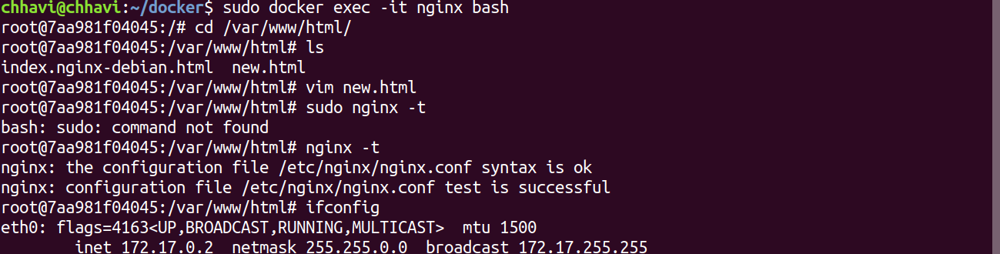 chhavi@chhavi:~/docker$ sudo docker exec -it nginx bash
root@7aa981f04045:/# cd /var/www/html/
root@7aa981f04045:/var/www/html# ls
index.nginx-debian.html  new.html
root@7aa981f04045:/var/www/html# vim new.html
root@7aa981f04045:/var/www/html# sudo nginx -t
bash: sudo: command not found
root@7aa981f04045:/var/www/html# nginx -t
nginx: the configuration file /etc/nginx/nginx.conf syntax is ok
nginx: configuration file /etc/nginx/nginx.conf test is successful
root@7aa981f04045:/var/www/html# ifconfig
eth0: flags=4163<UP,BROADCAST,RUNNING,MULTICAST>  mtu 1500
        inet 172.17.0.2  netmask 255.255.0.0  broadcast 172.17.255.255